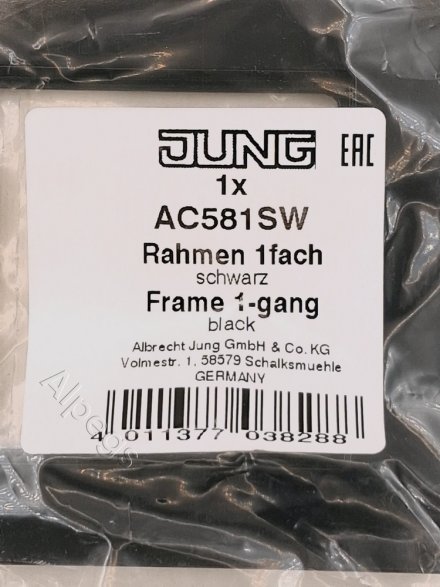 JUNG
EAC
1x
AC581SW
Rahmen 1fach
schwarz
Frame 1-gang
black
Albrecht Jung GmbH & Co. KG
Volmestr. 1, 58579 Schalksmuehle
GERMANY
4 011377 038288
Alpegis